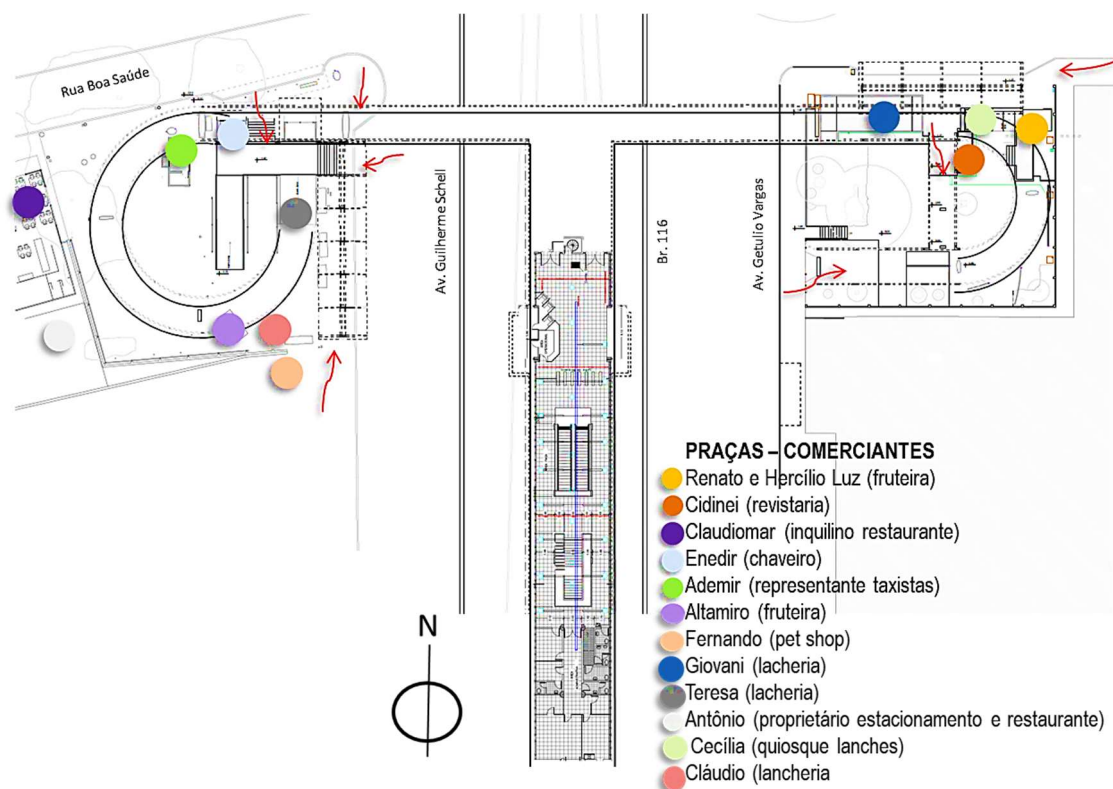 Rua Boa Saúde
Av. Guilherme Schell
Br. 116
Av. Getulio Vargas
N
PRAÇAS – COMERCIANTES
Renato e Hercílio Luz (fruteira)
Cidinei (revistaria)
Claudiomar (inquilino restaurante)
Enedir (chaveiro)
Ademir (representante taxistas)
Altamiro (fruteira)
Fernando (pet shop)
Giovani (lacheria)
Teresa (lacheria)
Antônio (proprietário estacionamento e restaurante)
Cecília (quiosque lanches)
Cláudio (lancheria